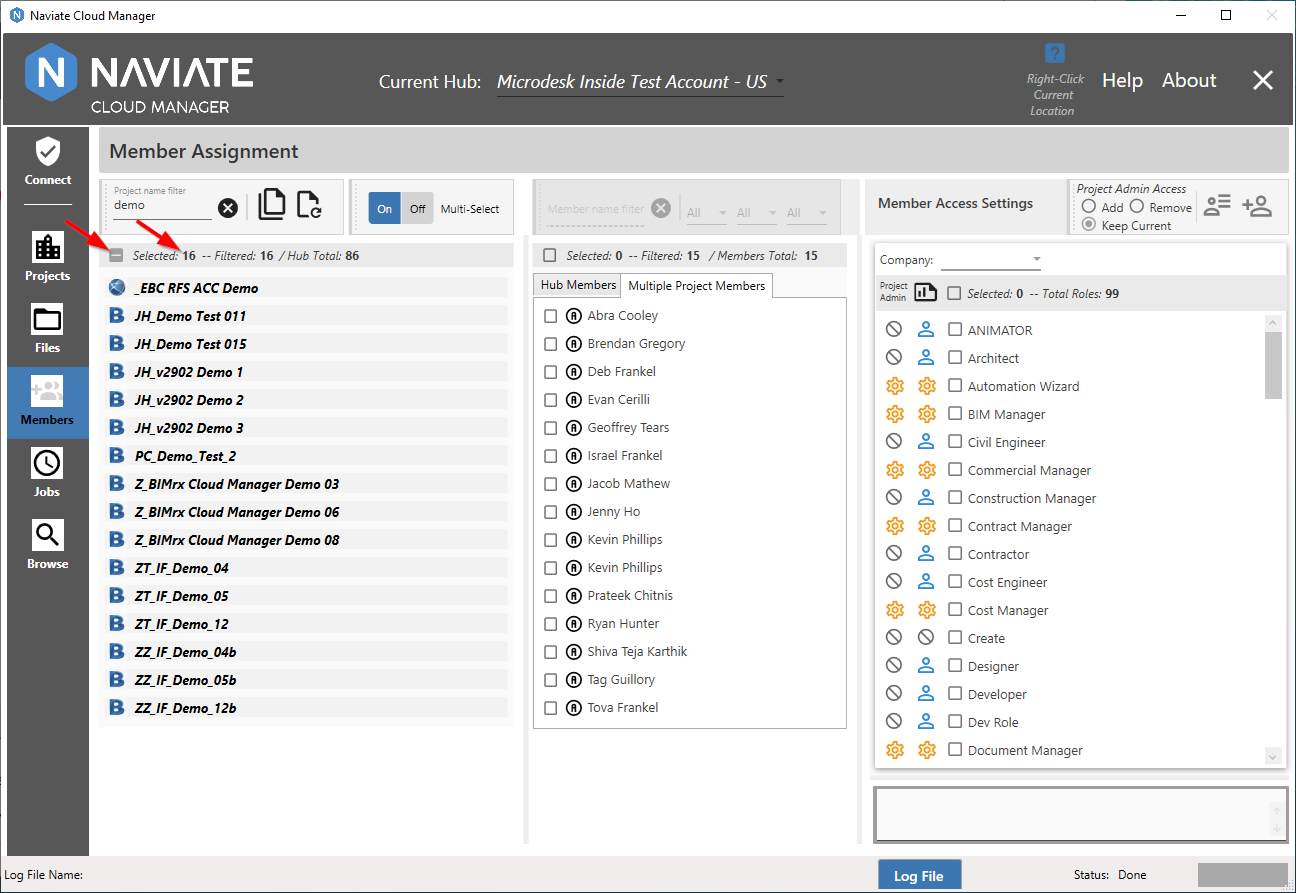 Naviate Cloud Manager
NAVIATE
CLOUD MANAGER
Current Hub: Microdesk Inside Test Account - US
?
Right-Click
Current
Location
Help
About
Connect
Projects
Files
Members
Jobs
Browse
Member Assignment
Project name filter
demo
On Off Multi-Select
Selected: 16 -- Filtered: 16 / Hub Total: 86
_EBC RFS ACC Demo
B JH_Demo Test 011
B JH_Demo Test 015
B JH_v2902 Demo 1
B JH_v2902 Demo 2
B JH_v2902 Demo 3
B PC_Demo_Test_2
B Z_BIMrx Cloud Manager Demo 03
B Z_BIMrx Cloud Manager Demo 06
B Z_BIMrx Cloud Manager Demo 08
B ZT_IF_Demo_04
B ZT_IF_Demo_05
B ZT_IF_Demo_12
B ZZ_IF_Demo_04b
B ZZ_IF_Demo_05b
B ZZ_IF_Demo_12b
Member name filter All All All
Selected: 0 -- Filtered: 15 / Members Total: 15
Hub Members Multiple Project Members
A Abra Cooley
A Brendan Gregory
A Deb Frankel
A Evan Cerilli
A Geoffrey Tears
A Israel Frankel
A Jacob Mathew
A Jenny Ho
A Kevin Phillips
A Kevin Phillips
A Prateek Chitnis
A Ryan Hunter
A Shiva Teja Karthik
A Tag Guillory
A Tova Frankel
Member Access Settings
Project Admin Access
Add Remove
Keep Current
Company:
Project
Admin
Selected: 0 -- Total Roles: 99
ANIMATOR
Architect
Automation Wizard
BIM Manager
Civil Engineer
Commercial Manager
Construction Manager
Contract Manager
Contractor
Cost Engineer
Cost Manager
Create
Designer
Developer
Dev Role
Document Manager
Log File Name:
Log File
Status: Done